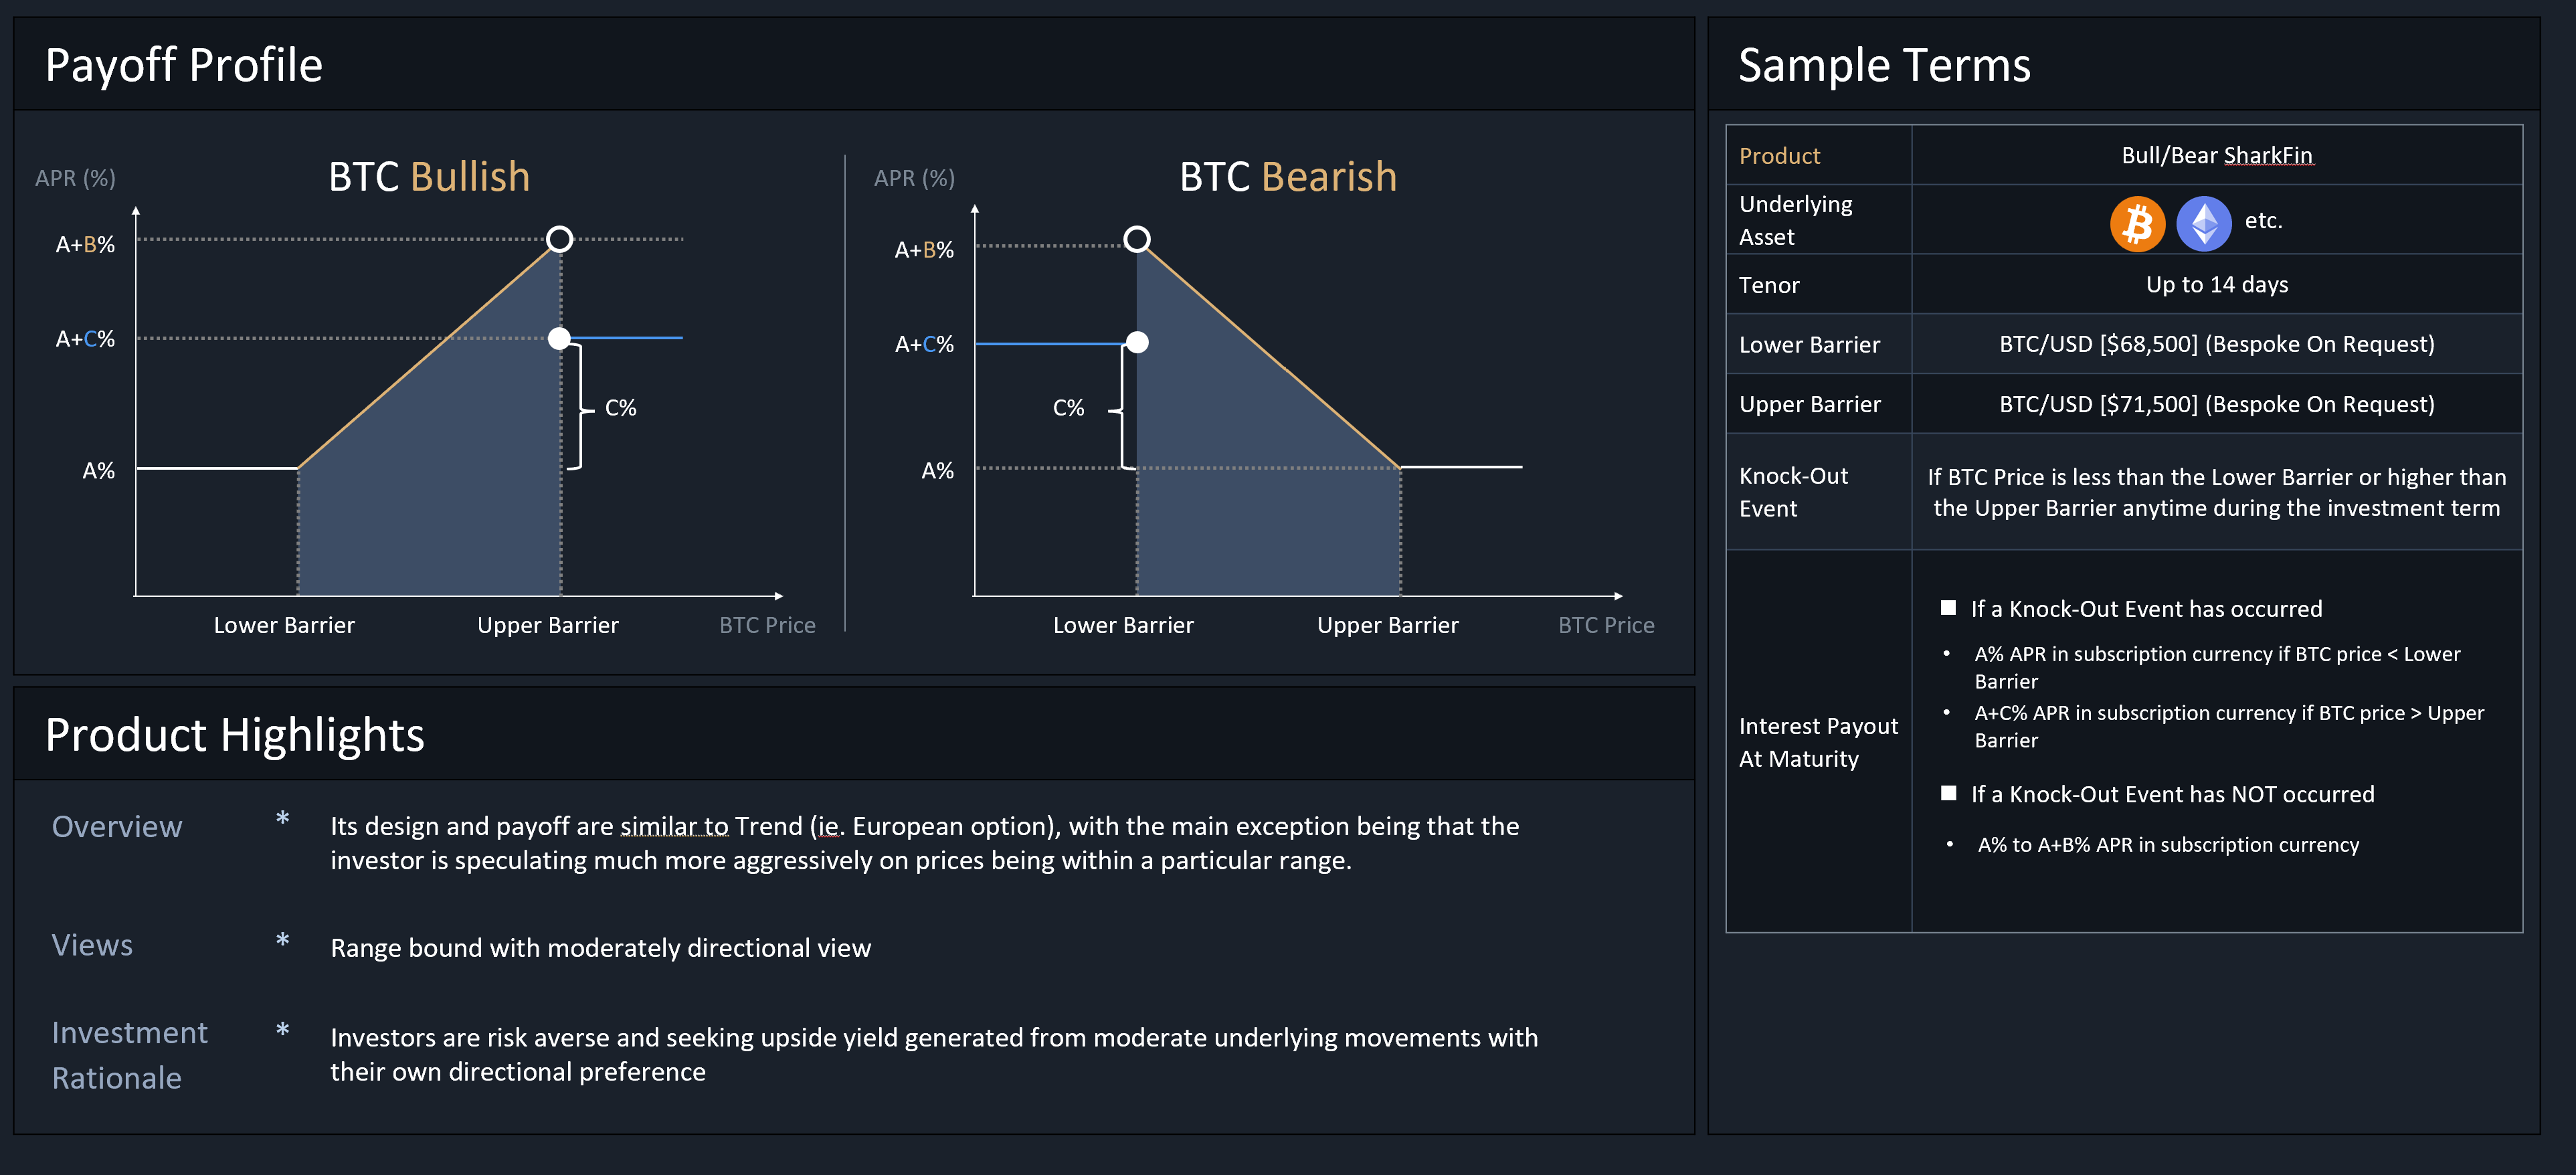 Payoff Profile
APR (%)
BTC Bullish
A+B%
A+C%
A%
C%
Lower Barrier
Upper Barrier
BTC Price
APR (%)
BTC Bearish
A+B%
A+C%
A%
C%
Lower Barrier
Upper Barrier
BTC Price
Product Highlights
Overview
* Its design and payoff are similar to Trend (ie. European option), with the main exception being that the
investor is speculating much more aggressively on prices being within a particular range.
Views
* Range bound with moderately directional view
Investment
Rationale
* Investors are risk averse and seeking upside yield generated from moderate underlying movements with
their own directional preference
Sample Terms
Product
Bull/Bear SharkFin
Underlying
Asset
etc.
Tenor
Up to 14 days
Lower Barrier
BTC/USD [$68,500] (Bespoke On Request)
Upper Barrier
BTC/USD [$71,500] (Bespoke On Request)
Knock-Out
Event
If BTC Price is less than the Lower Barrier or higher than
the Upper Barrier anytime during the investment term
Interest Payout
At Maturity
■ If a Knock-Out Event has occurred
• A% APR in subscription currency if BTC price < Lower
Barrier
• A+C% APR in subscription currency if BTC price > Upper
Barrier
■ If a Knock-Out Event has NOT occurred
• A% to A+B% APR in subscription currency